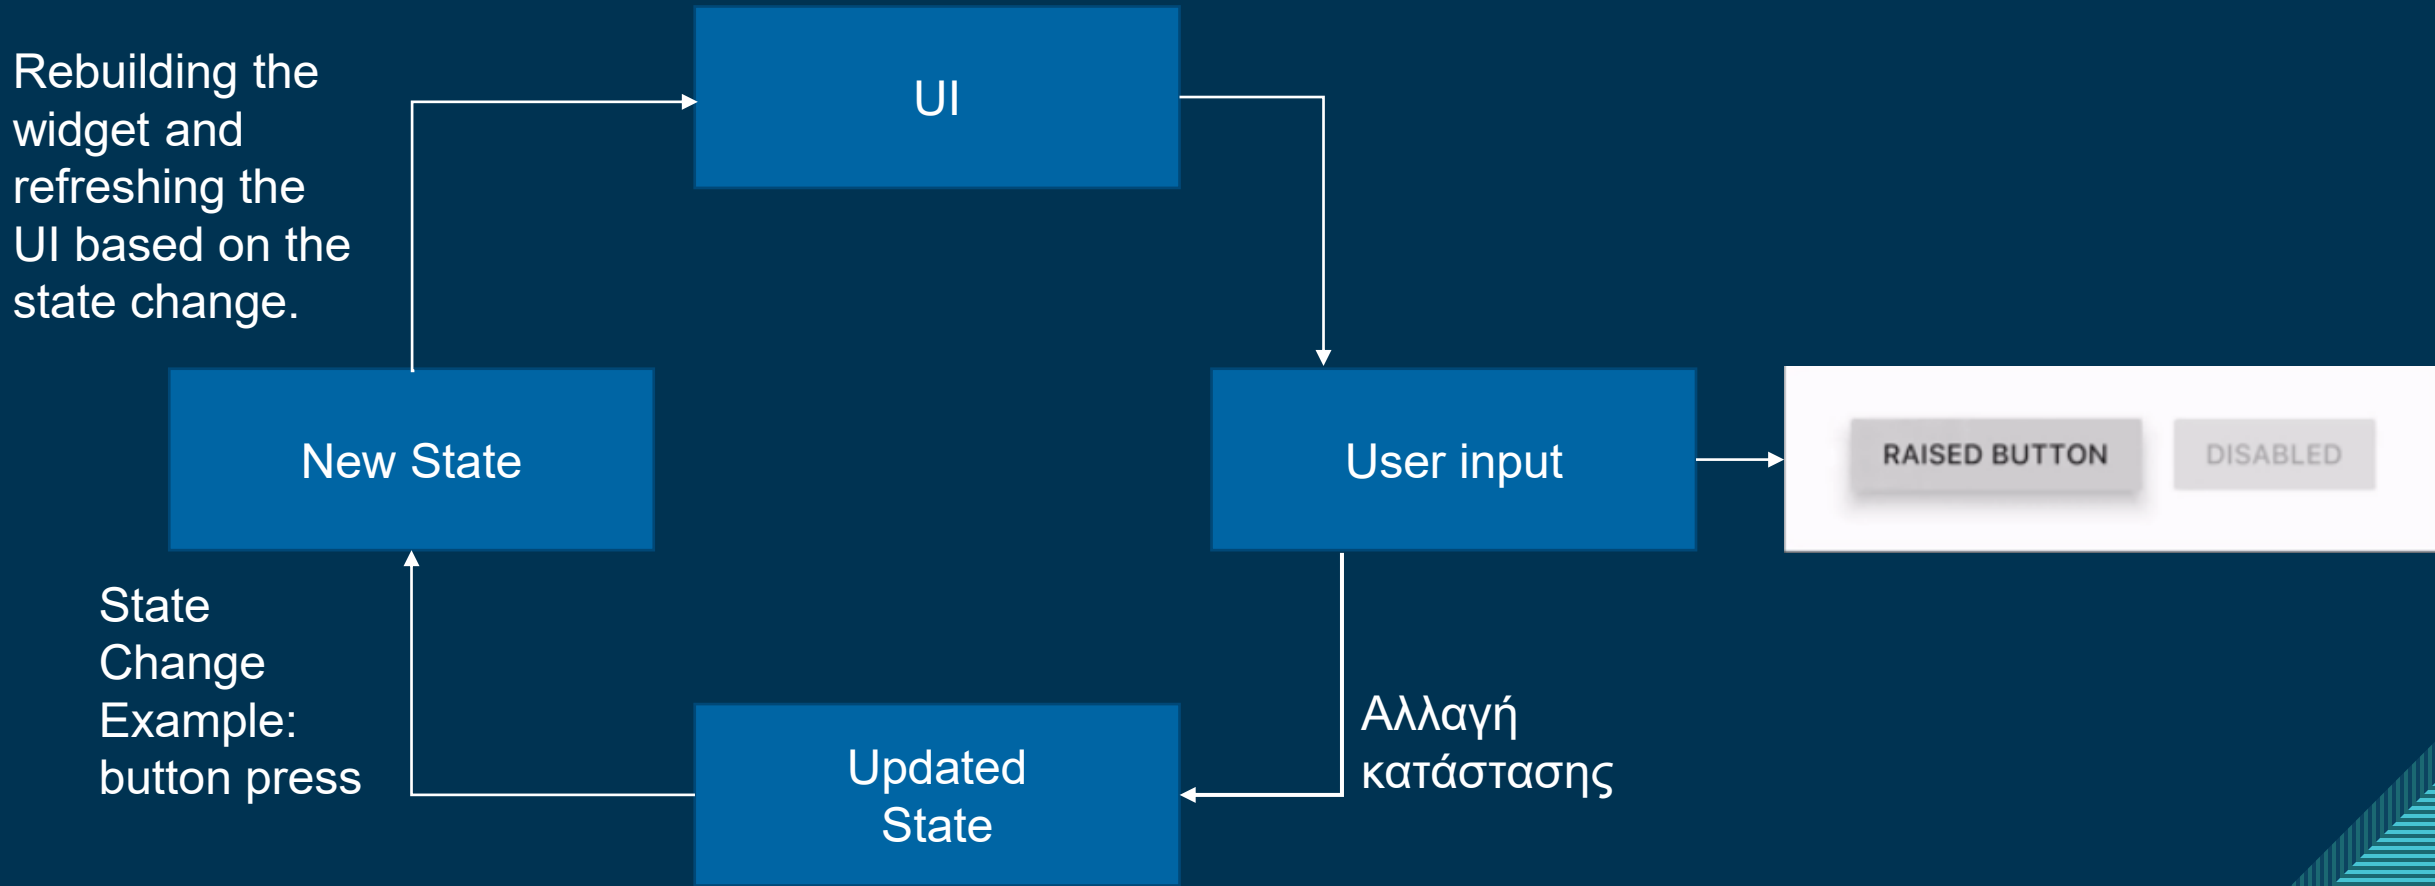 Rebuilding the
widget and
refreshing the
UI based on the
state change.
UI
New State
User input
RAISED BUTTON
DISABLED
State
Change
Example:
button press
Updated
State
Αλλαγή
κατάστασης